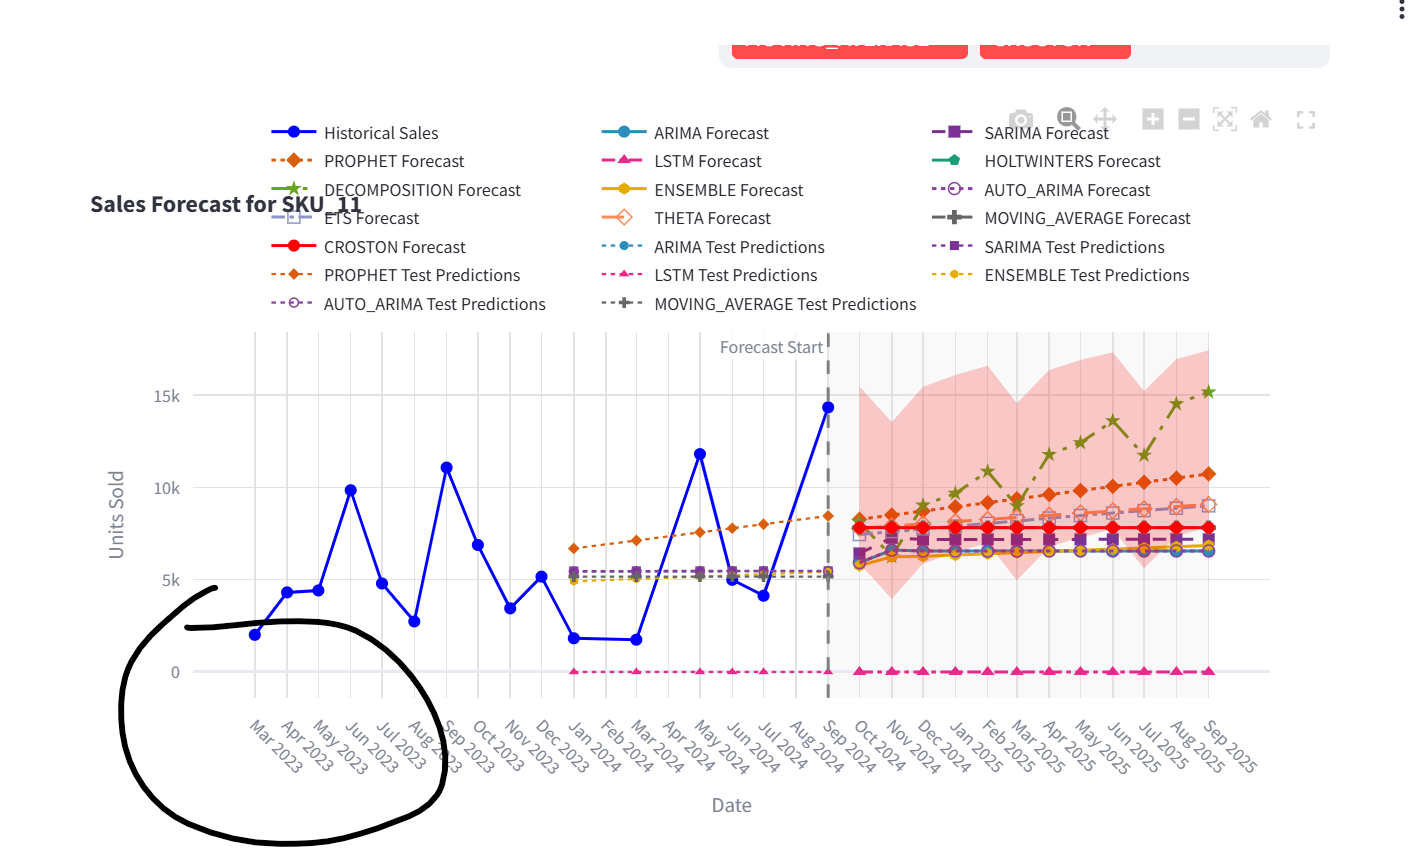 Historical Sales
ARIMA Forecast
SARIMA Forecast
PROPHET Forecast
LSTM Forecast
HOLTWINTERS Forecast
DECOMPOSITION Forecast
ENSEMBLE Forecast
AUTO_ARIMA Forecast
Sales Forecast for SKU_11
ETS Forecast
THETA Forecast
MOVING_AVERAGE Forecast
CROSTON Forecast
ARIMA Test Predictions
SARIMA Test Predictions
PROPHET Test Predictions
LSTM Test Predictions
ENSEMBLE Test Predictions
AUTO_ARIMA Test Predictions
MOVING_AVERAGE Test Predictions
Forecast Start
15k
10k
5k
0
Units Sold
Mar 2023
Apr 2023
May 2023
Jun 2023
Jul 2023
Aug 2023
Sep 2023
Oct 2023
Nov 2023
Dec 2023
Jan 2024
Feb 2024
Mar 2024
Apr 2024
May 2024
Jun 2024
Jul 2024
Aug 2024
Sep 2024
Oct 2024
Nov 2024
Dec 2024
Jan 2025
Feb 2025
Mar 2025
Apr 2025
May 2025
Jun 2025
Jul 2025
Aug 2025
Sep 2025
Date